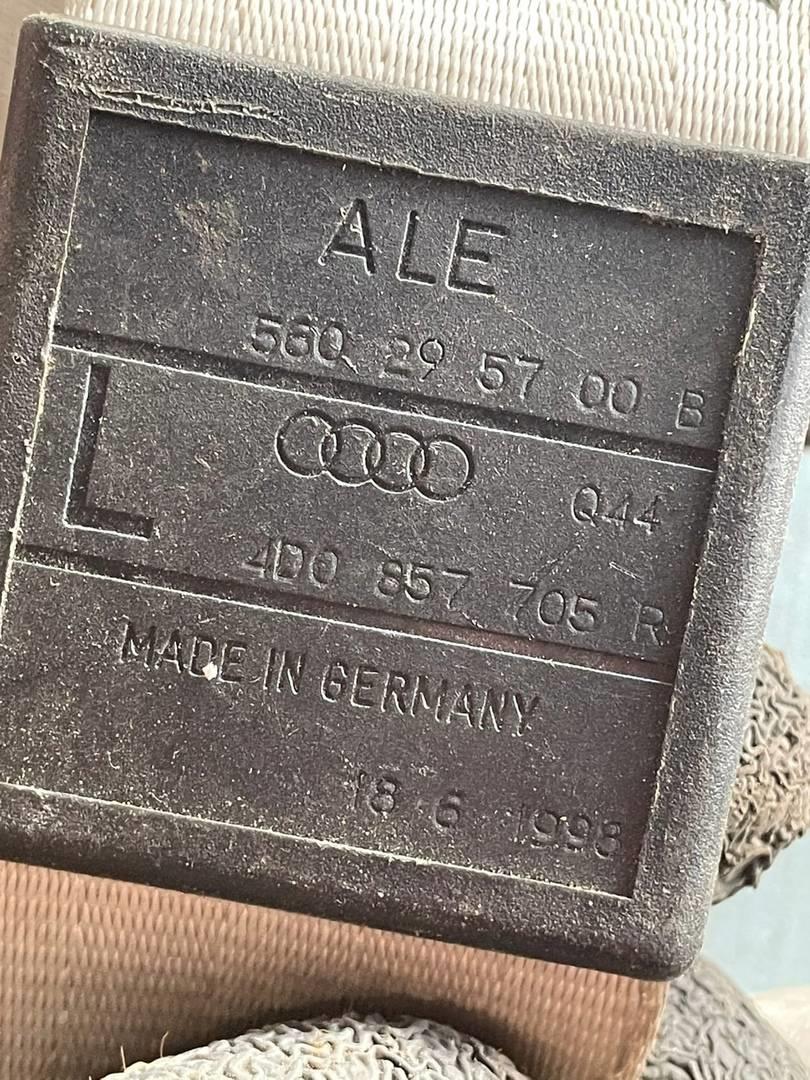 ALE
560 29 57 00 B
L
Q44
4D0 857 705 R
MADE IN GERMANY
18 6 1998